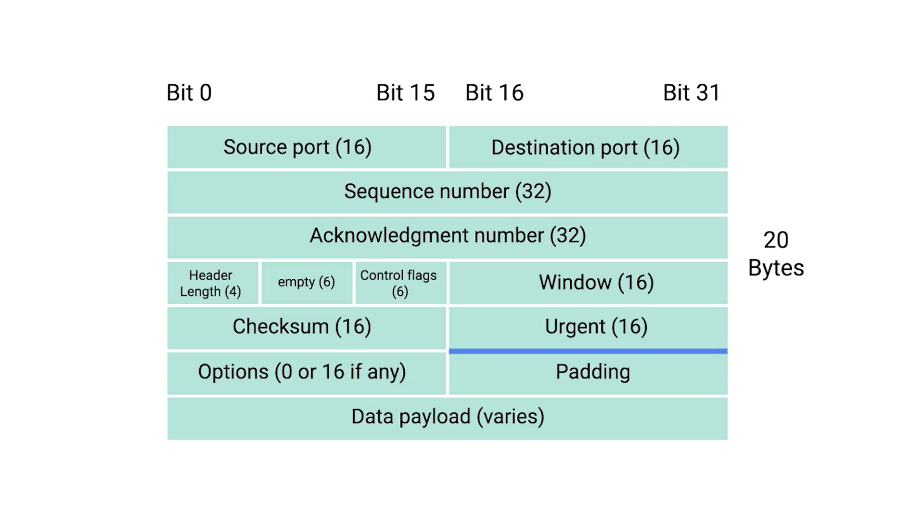 Bit 0 Bit 15 Bit 16 Bit 31
Source port (16) Destination port (16)
Sequence number (32)
Acknowledgment number (32)
20
Bytes
Header
Length (4)
empty (6)
Control flags
(6)
Window (16)
Checksum (16) Urgent (16)
Options (0 or 16 if any) Padding
Data payload (varies)